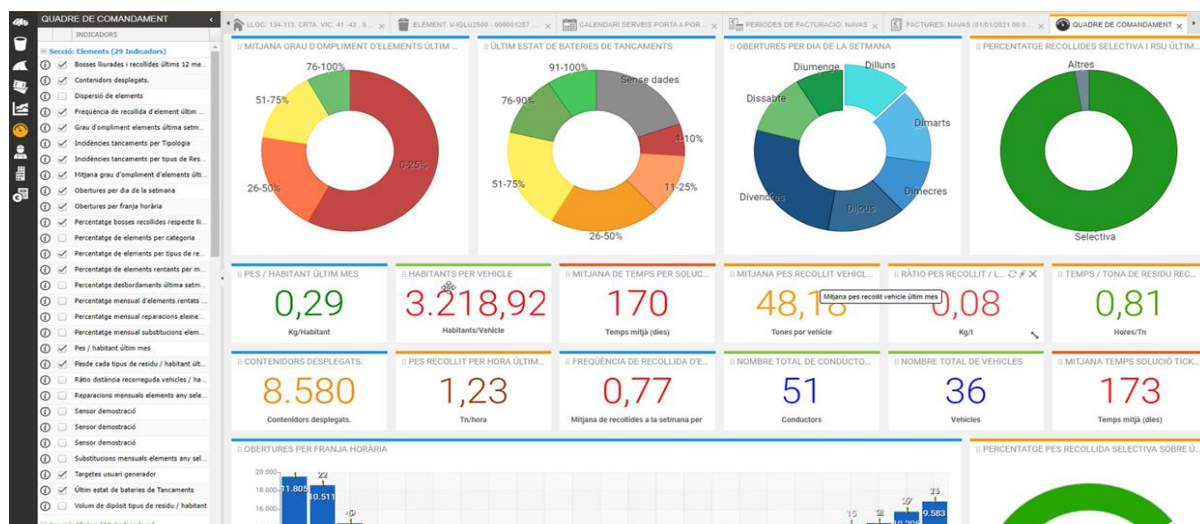 QUADRE DE COMANDAMENT
INDICADORS
Secció: Elements (29 Indicadors)
Bosses lliurades i recollides últims 12 me...
Contenidors desplegats.
Dispersió de elements
Freqüència de recollida d'element últim ...
Grau d'ompliment elements última setm...
Incidències tancaments per Tipologia
Incidències tancaments per tipus de Res...
Mitjana grau d'ompliment d'elements últi...
Obertures per dia de la setmana
Obertures per franja horària
Percentatge bosses recollides respecte lli...
Percentatge de elements per categoria
Percentatge de elements per tipus de re...
Percentatge de elements rentants per m...
Percentatge desbordaments última setm...
Percentatge mensual d'elements rentats ...
Percentatge mensual reparacions eleme...
Percentatge mensual substitucions elem...
Pes / habitant últim mes
Pesde cada tipus de residu / habitant últ...
Ràtio distància recorreguda vehicles / ha...
Reparacions mensuals elements any sele...
Sensor demostració
Sensor demostració
Sensor demostració
Substitucions mensuals elements any sel...
Targetes usuari generador
Últim estat de bateries de Tancaments
Volum de dipósit tipus de residu / habitant
LLOC: 134-113. CRTA. VIC. 41 -43 . 0...
ELEMENT: V-IGLU2500 - 000001287 ...
CALENDARI SERVEIS PORTA A POR...
PERÍODES DE FACTURACIÓ: NAVAS
FACTURES: NAVAS (01/01/2021 00:0...
QUADRE DE COMANDAMENT
MITJANA GRAU D'OMPLIMENT D'ELEMENTS ÚLTIM ...
76-100%
51-75%
26-50%
0-25%
ÚLTIM ESTAT DE BATERIES DE TANCAMENTS
91-100%
Sense dades
76-90%
1-10%
51-75%
11-25%
26-50%
OBERTURES PER DIA DE LA SETMANA
Diumenge
Dilluns
Dissabte
Dimarts
Divendres
Dimecres
Dijous
PERCENTATGE RECOLLIDES SELECTIVA I RSU ÚLTIM...
Altres
Selectiva
PES / HABITANT ÚLTIM MES
0,29
Kg/Habitant
HABITANTS PER VEHICLE
3.218,92
Habitants/Vehicle
MITJANA DE TEMPS PER SOLUC...
170
Temps mitjà (dies)
MITJANA PES RECOLLIT VEHICL...
48,18
Mitjana pes recollit vehicle últim mes
Tones por vehicle
RÀTIO PES RECOLLIT / L...
0,08
Kg/l
TEMPS / TONA DE RESIDU REC...
0,81
Hores/Tn
CONTENIDORS DESPLEGATS.
8.580
Contenidors desplegats.
PES RECOLLIT PER HORA ÚLTIM...
1,23
Tn/hora
FREQÜÈNCIA DE RECOLLIDA D'E...
0,77
Mitjana de recollides a la setmana per
NOMBRE TOTAL DE CONDUCTO...
51
Conductors
NOMBRE TOTAL DE VEHICLES
36
Vehicles
MITJANA TEMPS SOLUCIÓ TICK...
173
Temps mitjà (dies)
OBERTURES PER FRANJA HORÀRIA
20.000
18.000
16.000
11.805
22
10.511
15
27
23
9.583
PERCENTATGE PES RECOLLIDA SELECTIVA SOBRE Ú...